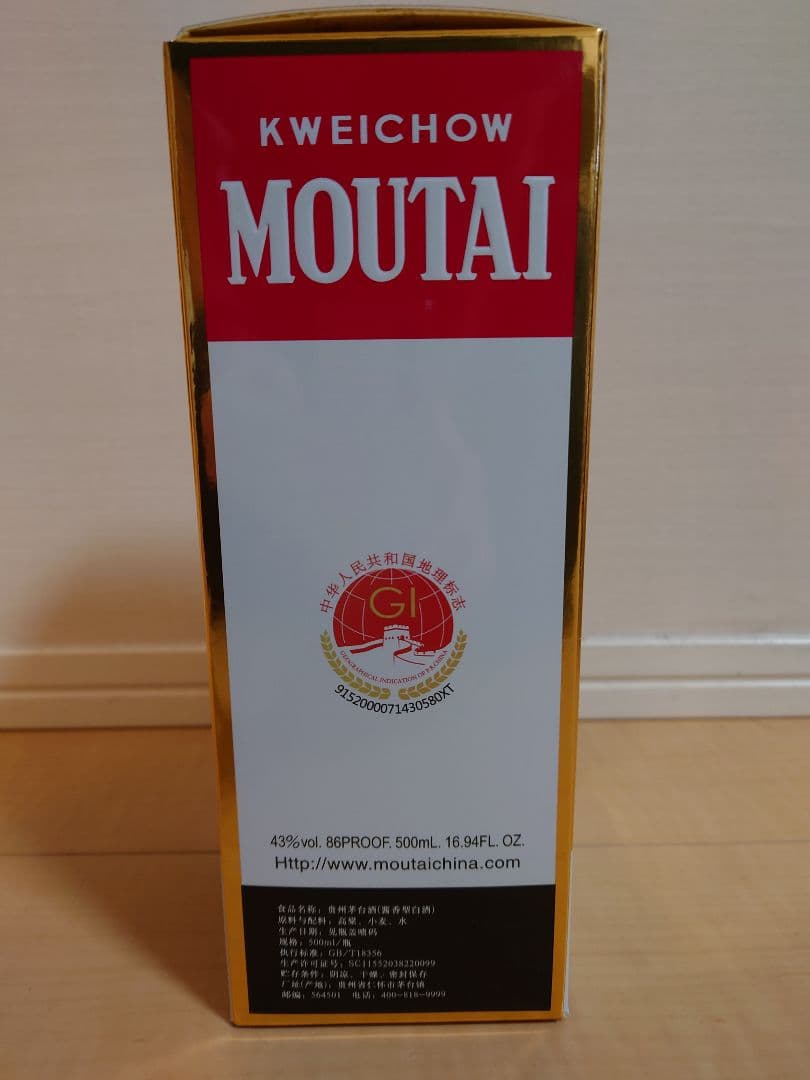 KWEICHOW
MOUTAI
中华人民共和国地理标志
GI
GEOGRAPHICAL INDICATION OF P.R.CHINA
9152000071430580XT
43%vol. 86PROOF. 500mL. 16.94FL. OZ.
Http://www.moutaichina.com
食品名称：贵州茅台酒(酱香型白酒)
原料与配料：高粱、小麦、水
生产日期：见瓶盖喷码
规格：500ml/瓶
执行标准：GB/T18356
生产许可证号：SC11552038220099
贮存条件：阴凉、干燥、密封保存
厂址(产地)：贵州省仁怀市茅台镇
邮编：564501 电话：400-818-9999